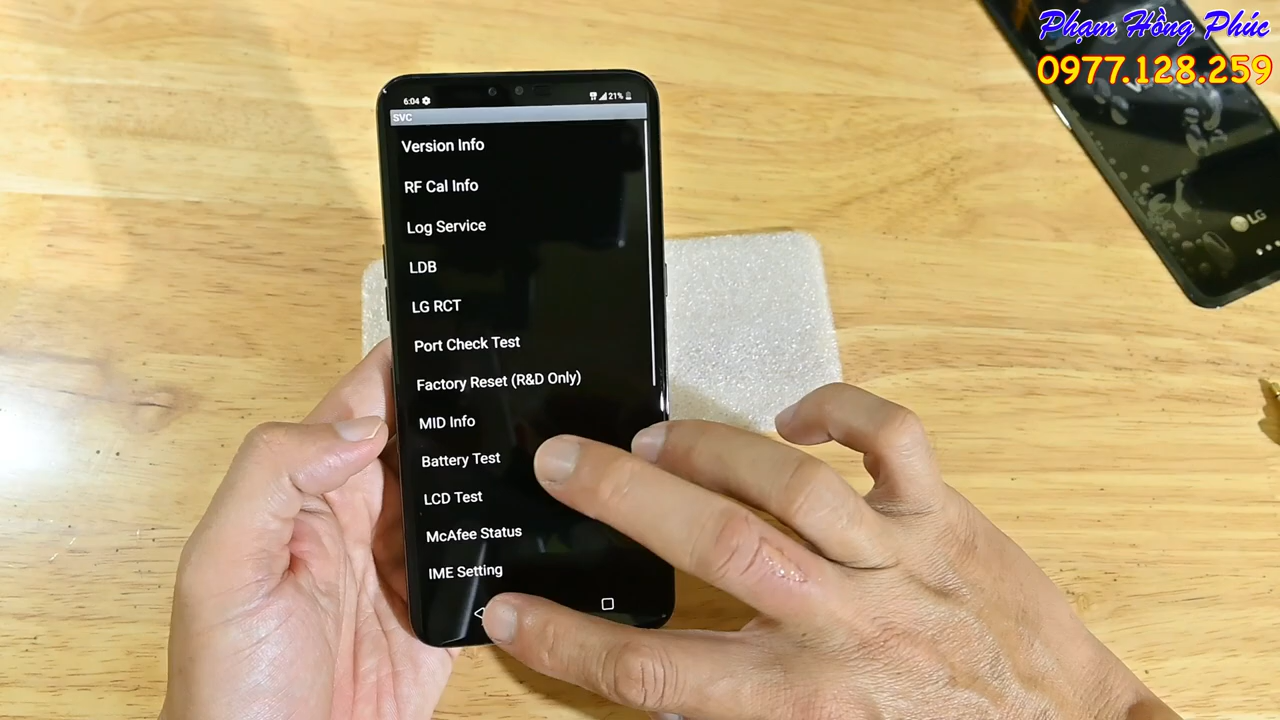 Phạm Hồng Phúc
0977.128.259
6:04
21%
SVC
Version Info
RF Cal Info
Log Service
LDB
LG RCT
Port Check Test
Factory Reset (R&D Only)
MID Info
Battery Test
LCD Test
McAfee Status
IME Setting
LG